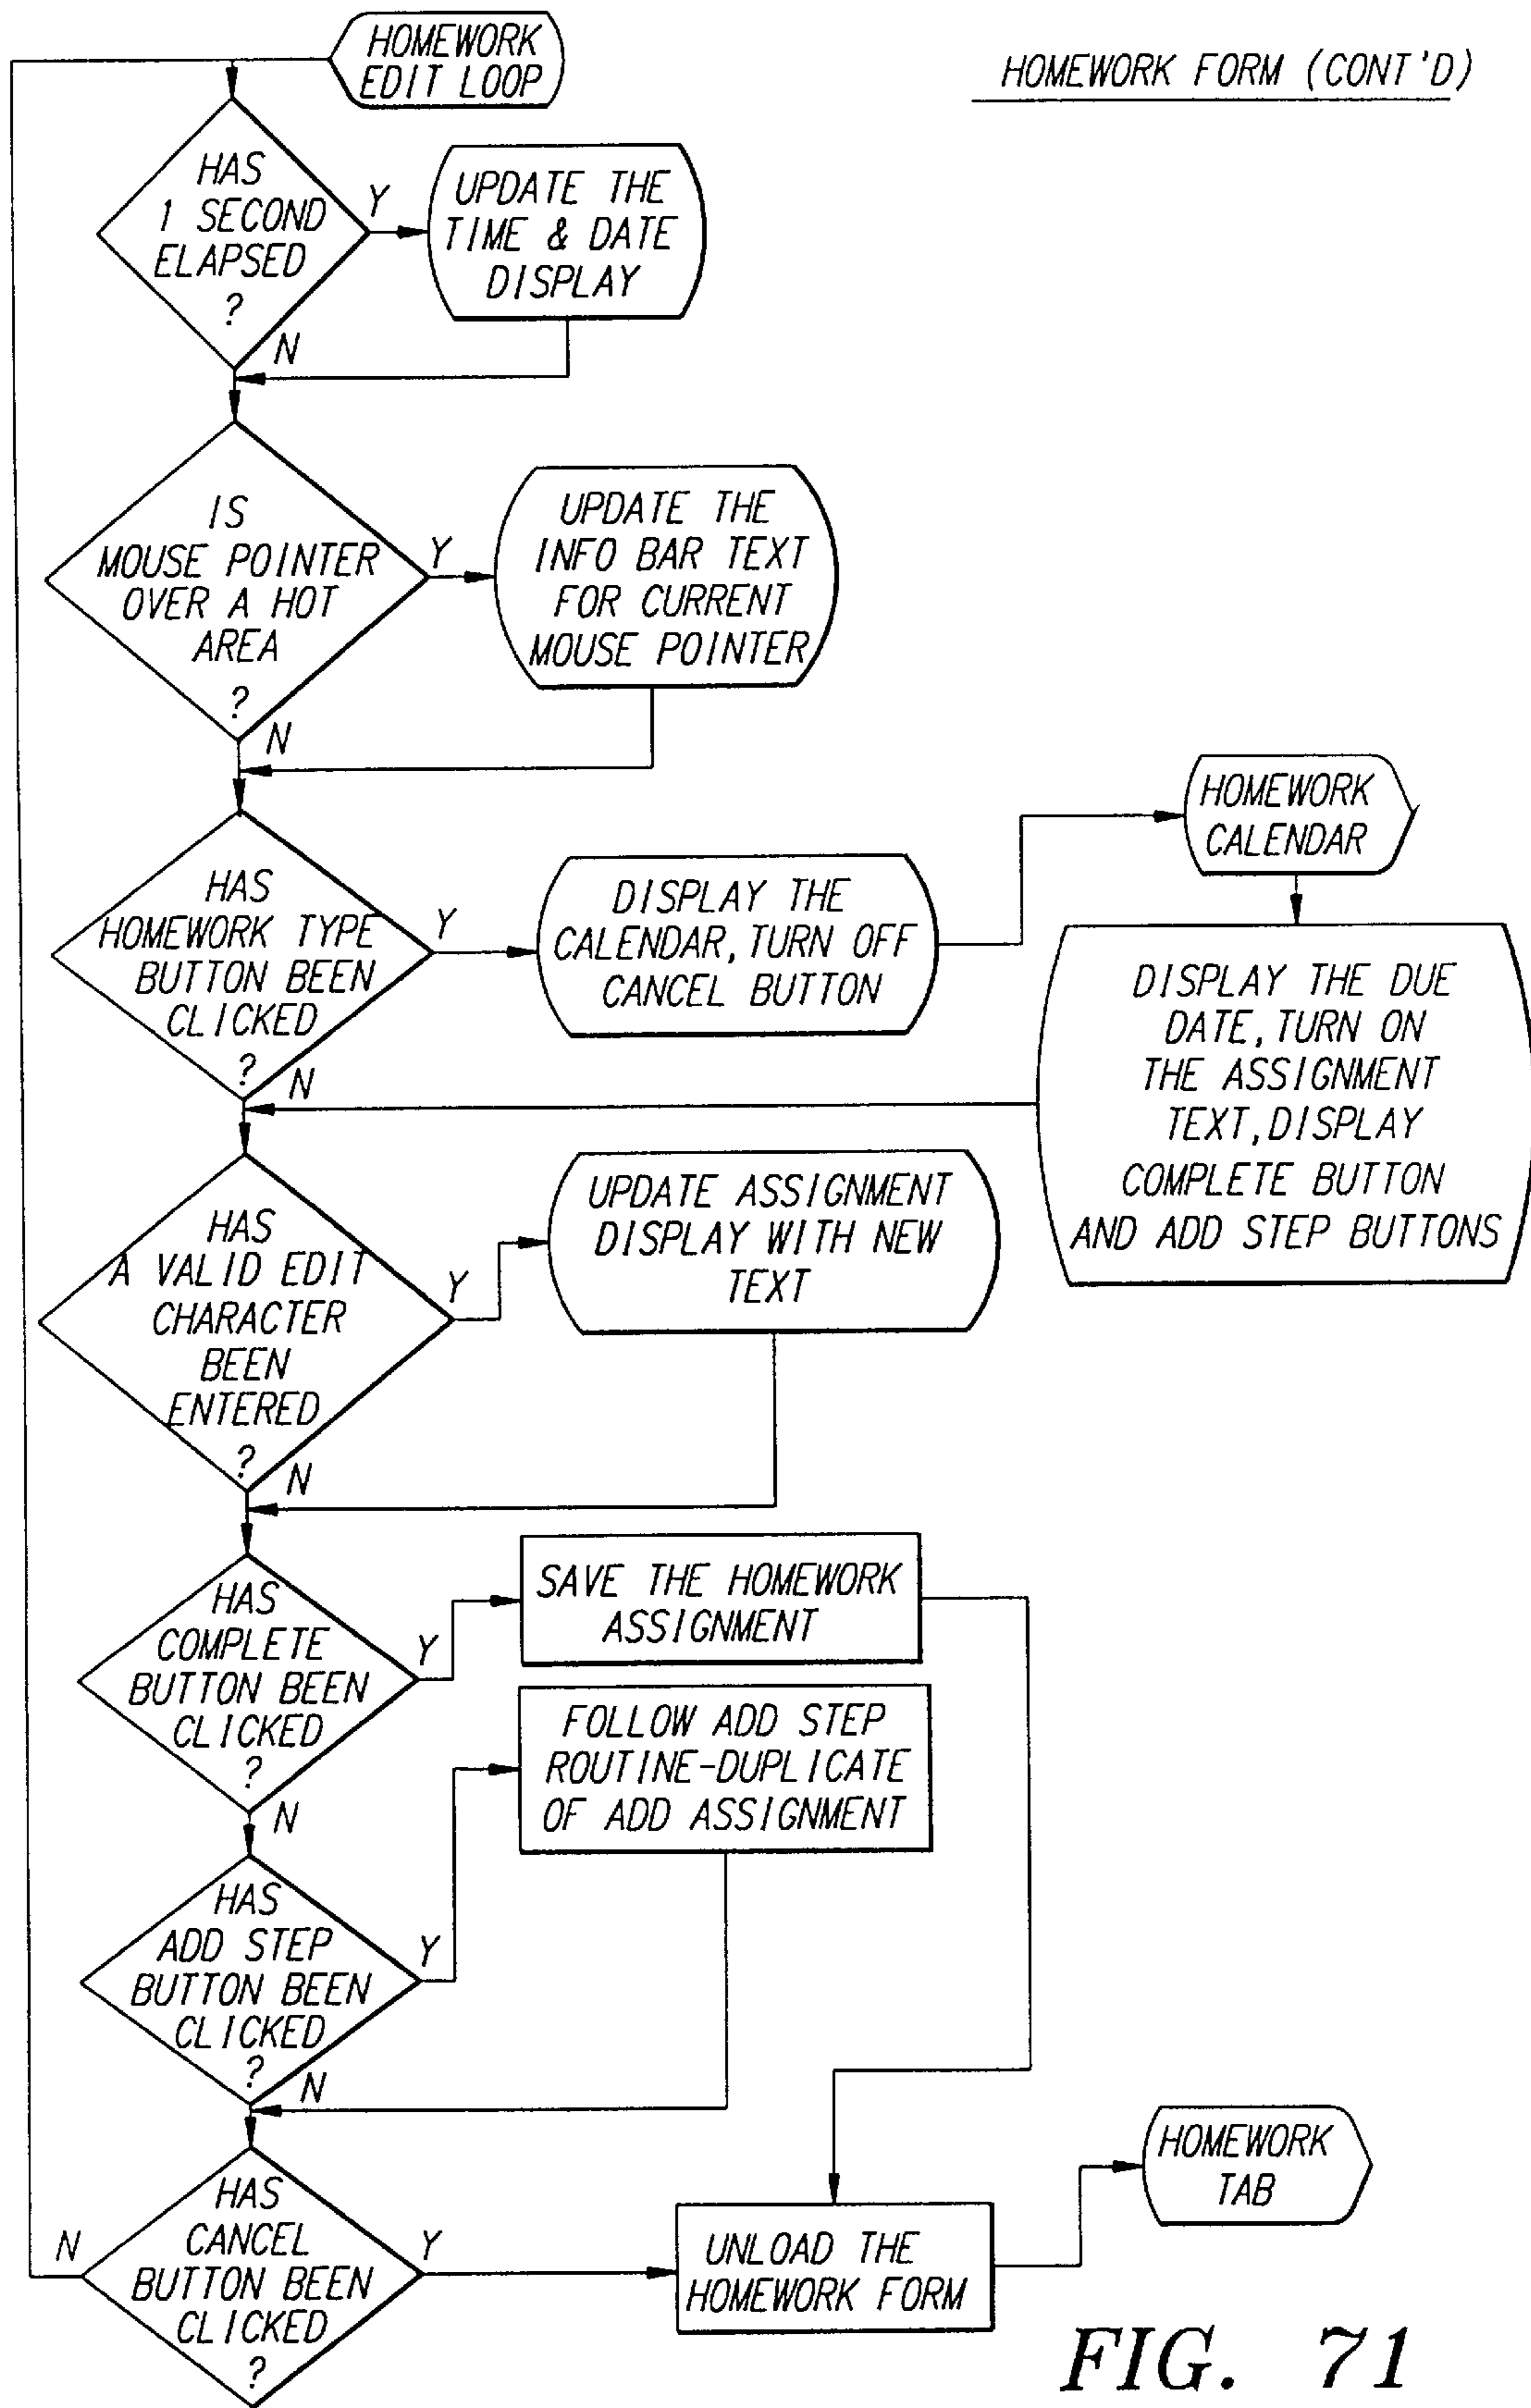 HOMEWORK
EDIT LOOP
HOMEWORK FORM (CONT'D)
HAS
1 SECOND
ELAPSED
?
Y
N
UPDATE THE
TIME & DATE
DISPLAY
IS
MOUSE POINTER
OVER A HOT
AREA
?
Y
N
UPDATE THE
INFO BAR TEXT
FOR CURRENT
MOUSE POINTER
HAS
HOMEWORK TYPE
BUTTON BEEN
CLICKED
?
Y
N
DISPLAY THE
CALENDAR, TURN OFF
CANCEL BUTTON
HOMEWORK
CALENDAR
DISPLAY THE DUE
DATE, TURN ON
THE ASSIGNMENT
TEXT, DISPLAY
COMPLETE BUTTON
AND ADD STEP BUTTONS
HAS
A VALID EDIT
CHARACTER
BEEN
ENTERED
?
Y
N
UPDATE ASSIGNMENT
DISPLAY WITH NEW
TEXT
HAS
COMPLETE
BUTTON BEEN
CLICKED
?
Y
N
SAVE THE HOMEWORK
ASSIGNMENT
HAS
ADD STEP
BUTTON BEEN
CLICKED
?
Y
N
FOLLOW ADD STEP
ROUTINE-DUPLICATE
OF ADD ASSIGNMENT
HAS
CANCEL
BUTTON BEEN
CLICKED
?
N
Y
UNLOAD THE
HOMEWORK FORM
HOMEWORK
TAB
FIG. 71